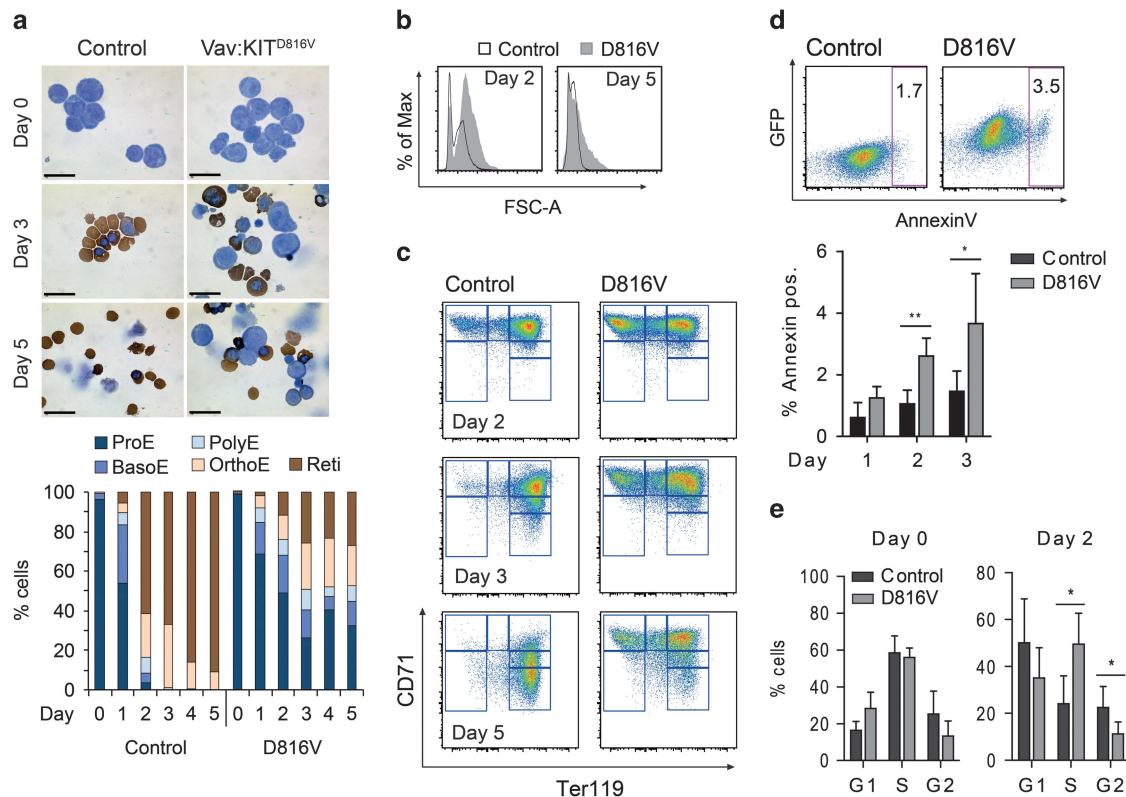 a
Control
Vav:KIT^D816V
Day 0
Day 3
Day 5
ProE
PolyE
BasoE
OrthoE
Reti
100
80
60
40
20
0
% cells
Day 0 1 2 3 4 5 0 1 2 3 4 5
Control
D816V
b
Control
D816V
Day 2
Day 5
% of Max
FSC-A
c
Control
D816V
Day 2
Day 3
Day 5
CD71
Ter119
d
Control
D816V
1.7
3.5
GFP
AnnexinV
6
4
2
0
% Annexin pos.
*
**
Control
D816V
Day 1 2 3
e
Day 0
Day 2
Control
D816V
100
80
60
40
20
0
% cells
G1 S G2
80
60
40
20
0
*
*
G1 S G2